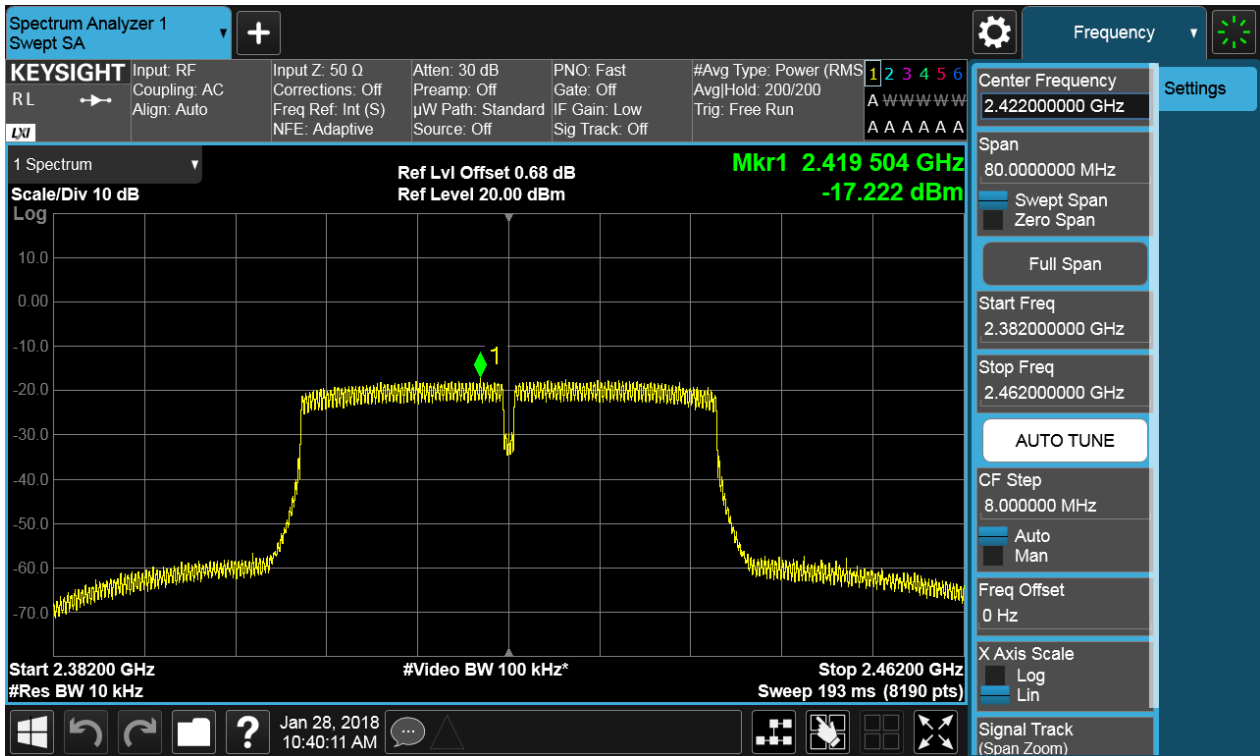 Spectrum Analyzer 1
Swept SA
+
Frequency
KEYSIGHT
R L
LXI
Input: RF
Coupling: AC
Align: Auto
Input Z: 50 Ω
Corrections: Off
Freq Ref: Int (S)
NFE: Adaptive
Atten: 30 dB
Preamp: Off
µW Path: Standard
Source: Off
PNO: Fast
Gate: Off
IF Gain: Low
Sig Track: Off
#Avg Type: Power (RMS
Avg|Hold: 200/200
Trig: Free Run
1 2 3 4 5 6
A W W W W W
A A A A A A
1 Spectrum
Scale/Div 10 dB
Log
Ref Lvl Offset 0.68 dB
Ref Level 20.00 dBm
Mkr1 2.419 504 GHz
-17.222 dBm
10.0
0.00
-10.0
1
-20.0
-30.0
-40.0
-50.0
-60.0
-70.0
Start 2.38200 GHz
#Res BW 10 kHz
#Video BW 100 kHz*
Stop 2.46200 GHz
Sweep 193 ms (8190 pts)
Center Frequency
2.422000000 GHz
Span
80.0000000 MHz
Swept Span
Zero Span
Full Span
Start Freq
2.382000000 GHz
Stop Freq
2.462000000 GHz
AUTO TUNE
CF Step
8.000000 MHz
Auto
Man
Freq Offset
0 Hz
X Axis Scale
Log
Lin
Signal Track
(Span Zoom)
Settings
?
Jan 28, 2018
10:40:11 AM